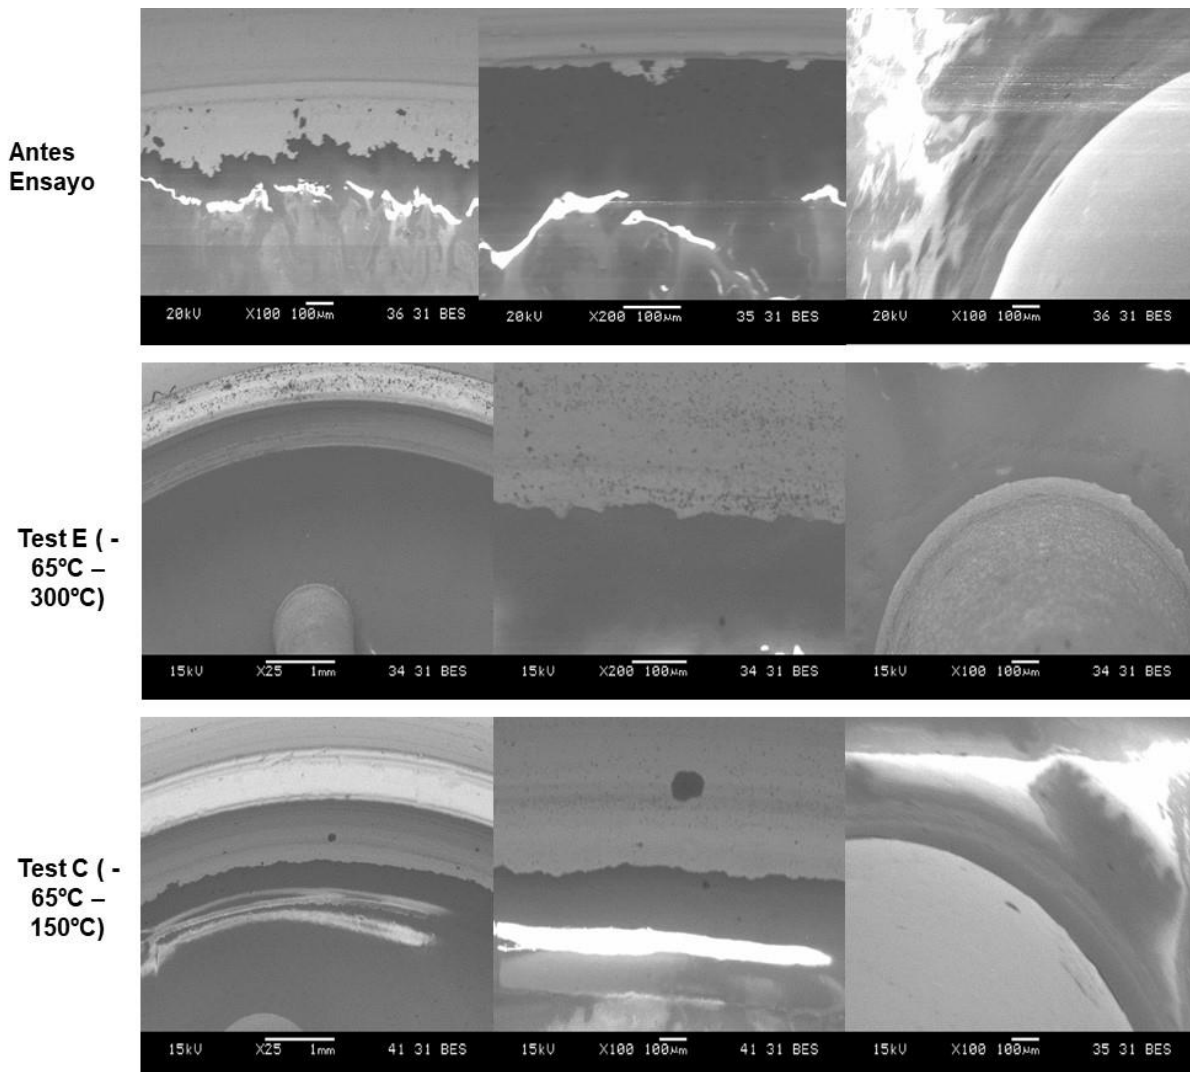 Antes
Ensayo
20kV X100 100µm 36 31 BES
20kV X200 100µm 35 31 BES
20kV X100 100µm 36 31 BES
Test E ( -
65ºC –
300ºC)
15kV X25 1mm 34 31 BES
15kV X200 100µm 34 31 BES
15kV X100 100µm 34 31 BES
Test C ( -
65ºC –
150ºC)
15kV X25 1mm 41 31 BES
15kV X100 100µm 41 31 BES
15kV X100 100µm 35 31 BES